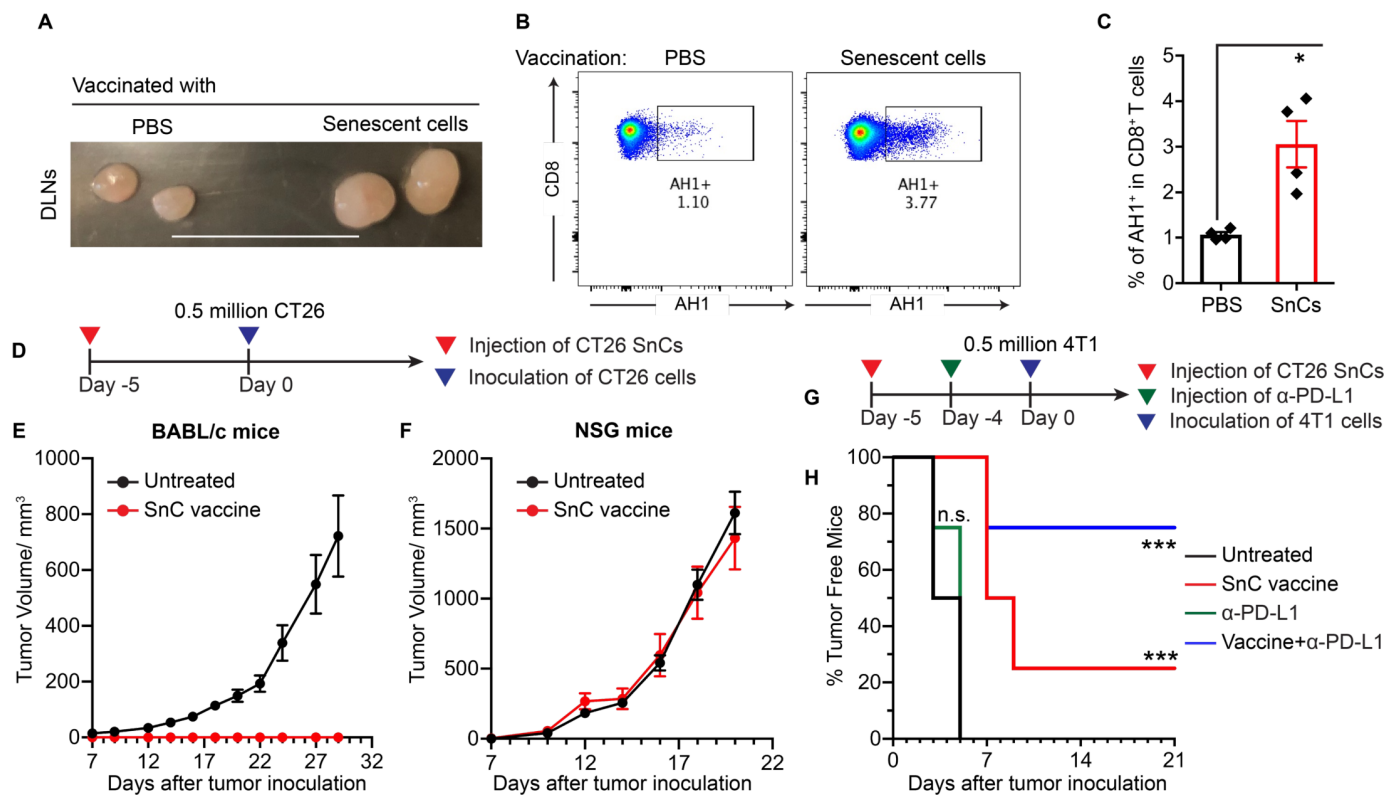 A
Vaccinated with
PBS Senescent cells
DLNs
B
Vaccination: PBS Senescent cells
CD8
AH1+
1.10
AH1+
3.77
AH1 AH1
C
% of AH1⁺ in CD8⁺ T cells
5
4
3
2
1
0
*
PBS SnCs
D
0.5 million CT26
Day -5 Day 0
Injection of CT26 SnCs
Inoculation of CT26 cells
E
BABL/c mice
Tumor Volume/ mm³
1000
800
600
400
200
0
Untreated
SnC vaccine
7 12 17 22 27 32
Days after tumor inoculation
F
NSG mice
Tumor Volume/ mm³
2000
1500
1000
500
0
Untreated
SnC vaccine
7 12 17 22
Days after tumor inoculation
G
0.5 million 4T1
Day -5 Day -4 Day 0
Injection of CT26 SnCs
Injection of α-PD-L1
Inoculation of 4T1 cells
H
% Tumor Free Mice
100
80
60
40
20
0
n.s.
***
***
Untreated
SnC vaccine
α-PD-L1
Vaccine+α-PD-L1
0 7 14 21
Days after tumor inoculation